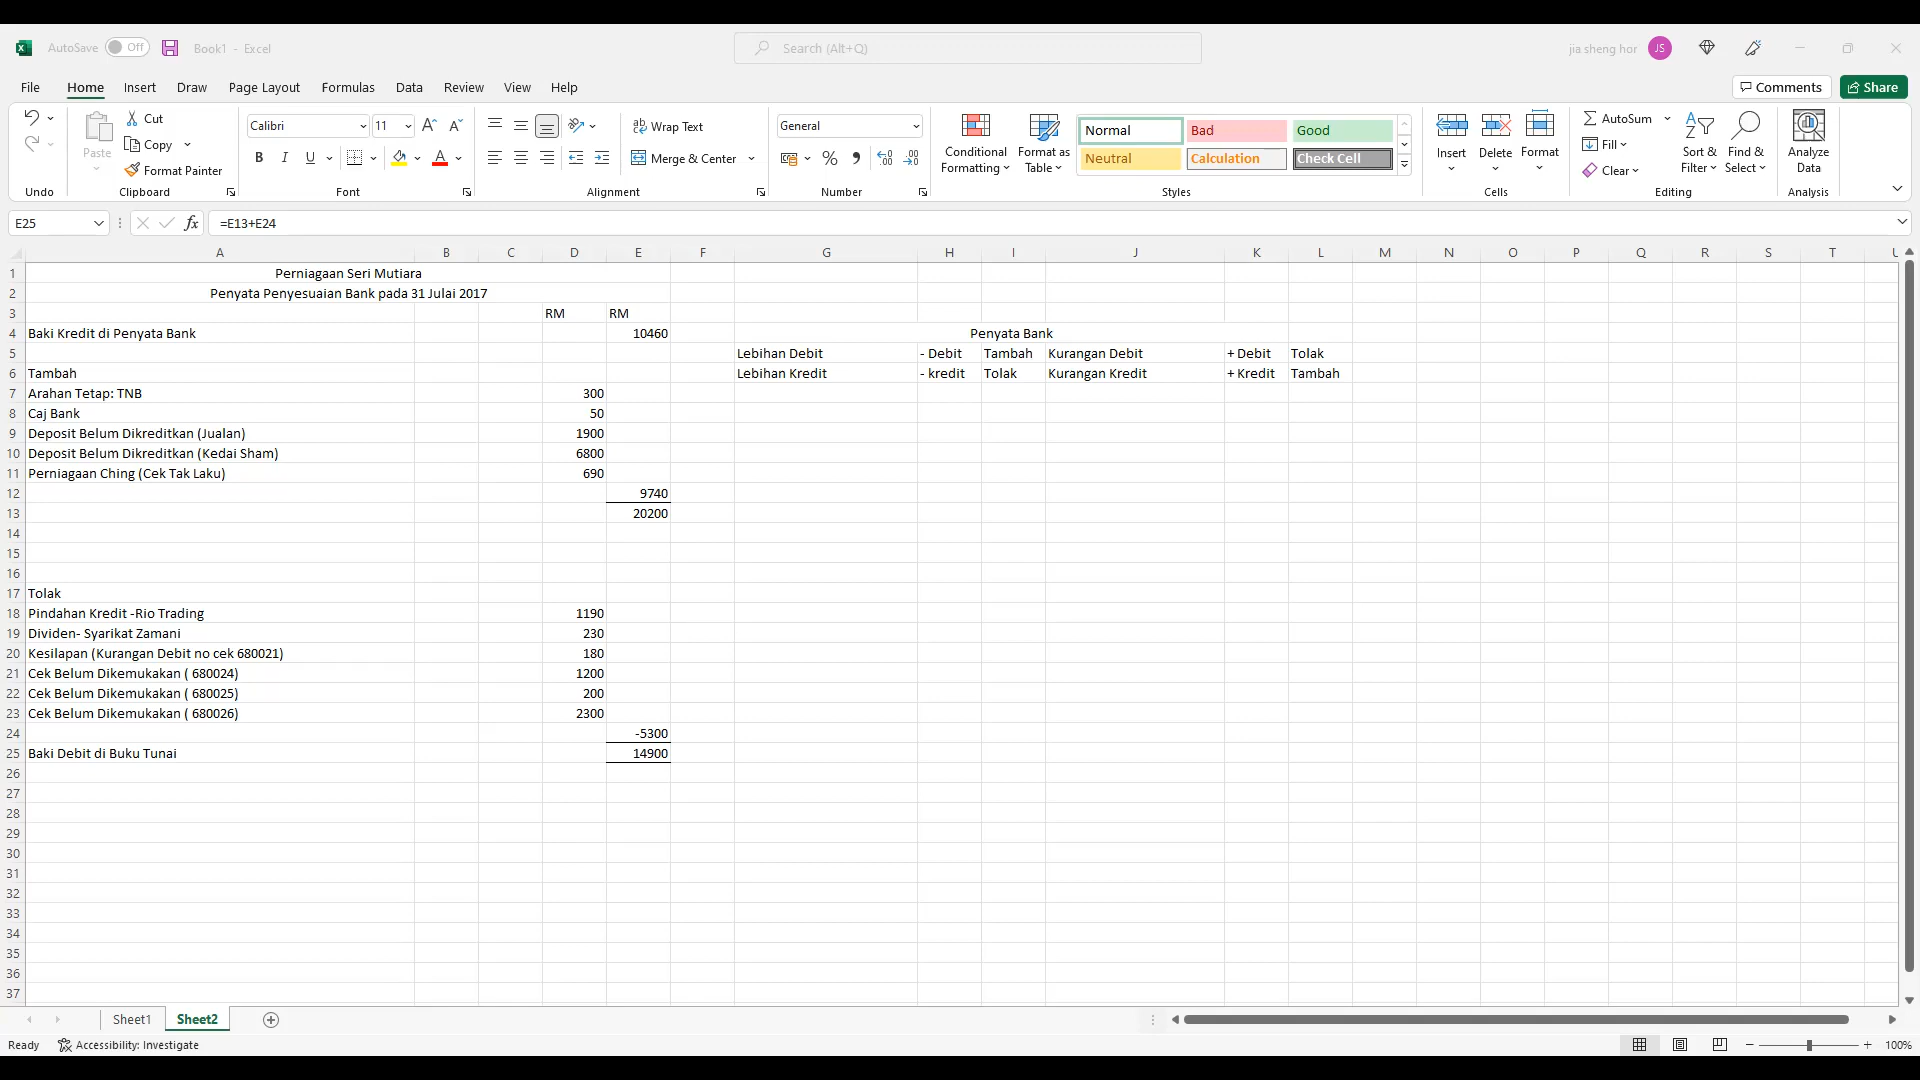 AutoSave Off Book1 - Excel Search (Alt+Q) jia sheng hor JS
File Home Insert Draw Page Layout Formulas Data Review View Help Comments Share
Paste Cut Copy Format Painter
Calibri 11 B I U
Wrap Text Merge & Center
General % 9
Conditional Formatting Format as Table Normal Bad Good Neutral Calculation Check Cell
Insert Delete Format
AutoSum Fill Clear Sort & Filter Find & Select Analyze Data
Undo Clipboard Font Alignment Number Styles Cells Editing Analysis
E25 fx =E13+E24
A B C D E F G H I J K L M N O P Q R S T U
1 Perniagaan Seri Mutiara
2 Penyata Penyesuaian Bank pada 31 Julai 2017
3 RM RM
4 Baki Kredit di Penyata Bank 10460 Penyata Bank
5 Lebihan Debit - Debit Tambah Kurangan Debit + Debit Tolak
6 Tambah Lebihan Kredit - kredit Tolak Kurangan Kredit + Kredit Tambah
7 Arahan Tetap: TNB 300
8 Caj Bank 50
9 Deposit Belum Dikreditkan (Jualan) 1900
10 Deposit Belum Dikreditkan (Kedai Sham) 6800
11 Perniagaan Ching (Cek Tak Laku) 690
12 9740
13 20200
14
15
16
17 Tolak
18 Pindahan Kredit -Rio Trading 1190
19 Dividen- Syarikat Zamani 230
20 Kesilapan (Kurangan Debit no cek 680021) 180
21 Cek Belum Dikemukakan ( 680024) 1200
22 Cek Belum Dikemukakan ( 680025) 200
23 Cek Belum Dikemukakan ( 680026) 2300
24 -5300
25 Baki Debit di Buku Tunai 14900
26
27
28
29
30
31
32
33
34
35
36
37
Sheet1 Sheet2
Ready Accessibility: Investigate 100%